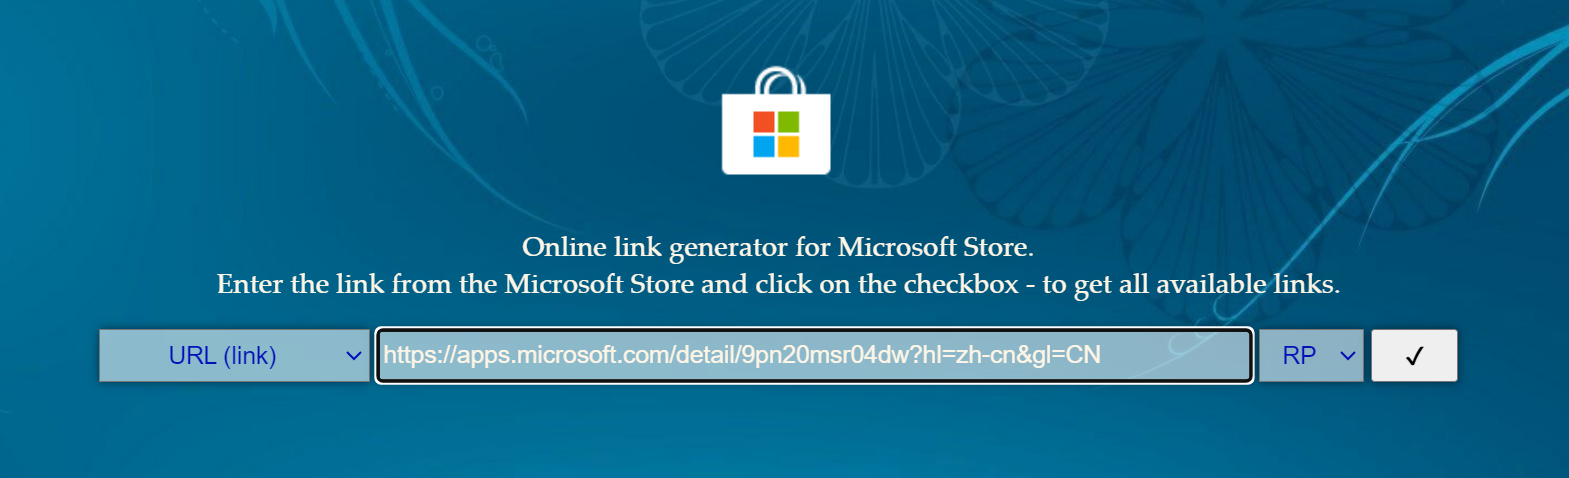 Online link generator for Microsoft Store.
Enter the link from the Microsoft Store and click on the checkbox - to get all available links.
URL (link) https://apps.microsoft.com/detail/9pn20msr04dw?hl=zh-cn&gl=CN RP ✓